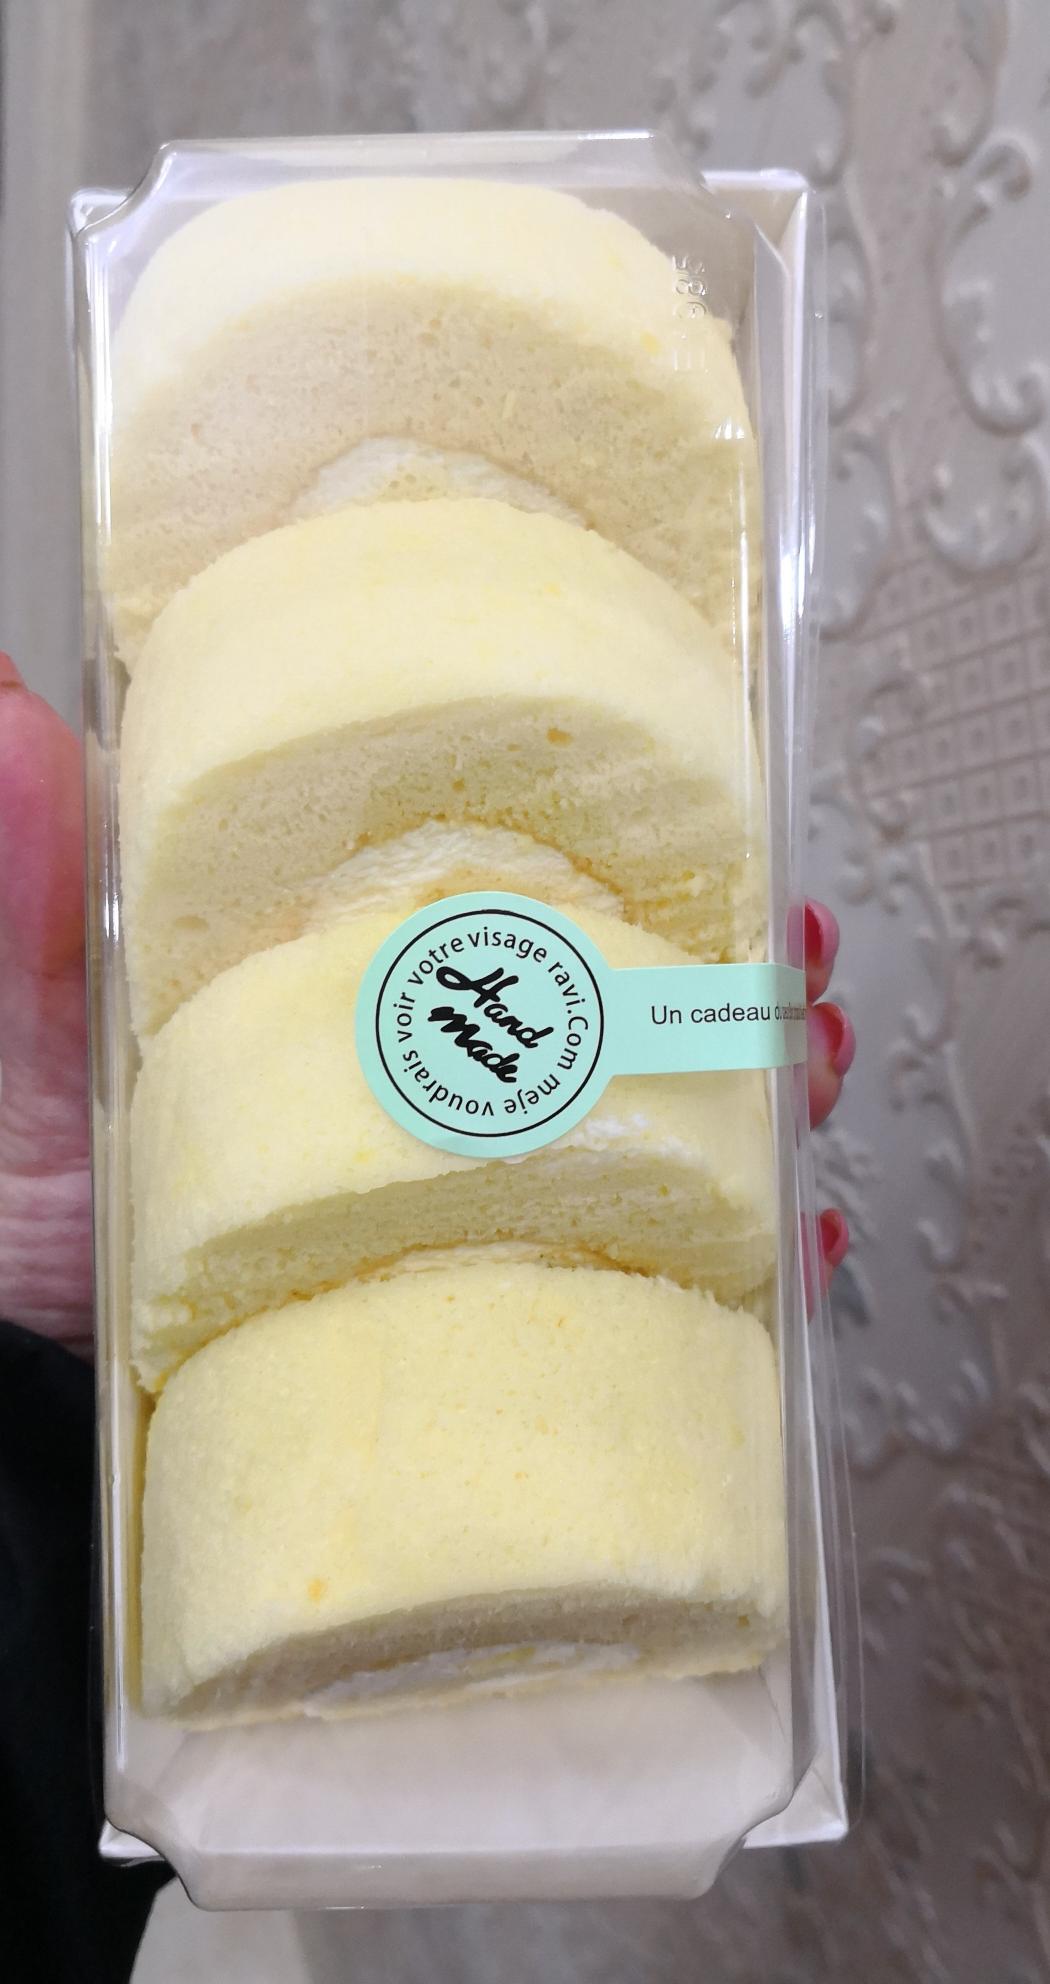 voir votre visage ravi.Com meje voudrais
Hand
Made
Un cadeau